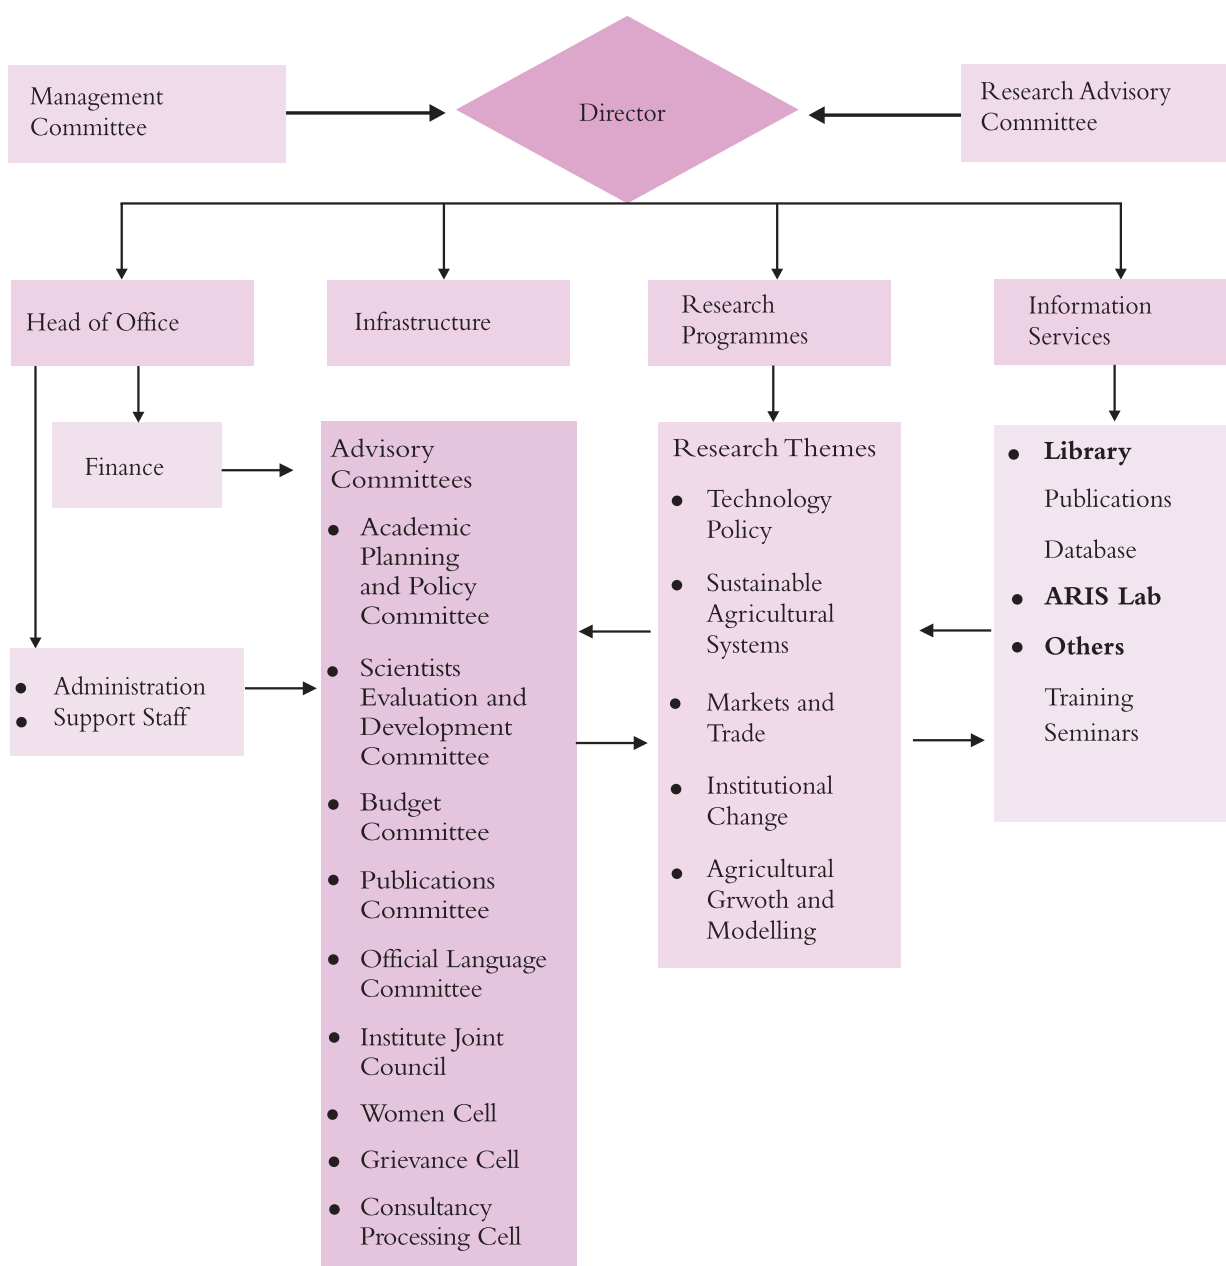 Management
Committee
Director
Research Advisory
Committee
Head of Office
Infrastructure
Research
Programmes
Information
Services
Finance
● Administration
● Support Staff
Advisory
Committees
● Academic
Planning
and Policy
Committee
● Scientists
Evaluation and
Development
Committee
● Budget
Committee
● Publications
Committee
● Official Language
Committee
● Institute Joint
Council
● Women Cell
● Grievance Cell
● Consultancy
Processing Cell
Research Themes
● Technology
Policy
● Sustainable
Agricultural
Systems
● Markets and
Trade
● Institutional
Change
● Agricultural
Grwoth and
Modelling
● Library
Publications
Database
● ARIS Lab
● Others
Training
Seminars